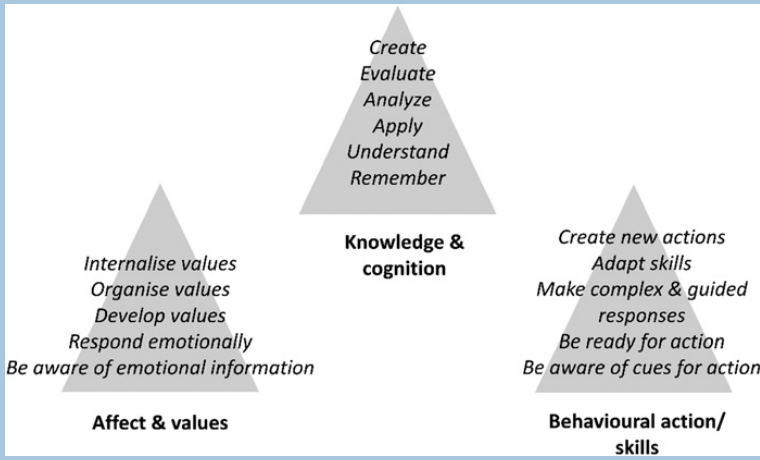 Create
Evaluate
Analyze
Apply
Understand
Remember
Knowledge &
cognition
Internalise values
Organise values
Develop values
Respond emotionally
Be aware of emotional information
Affect & values
Create new actions
Adapt skills
Make complex & guided
responses
Be ready for action
Be aware of cues for action
Behavioural action/
skills